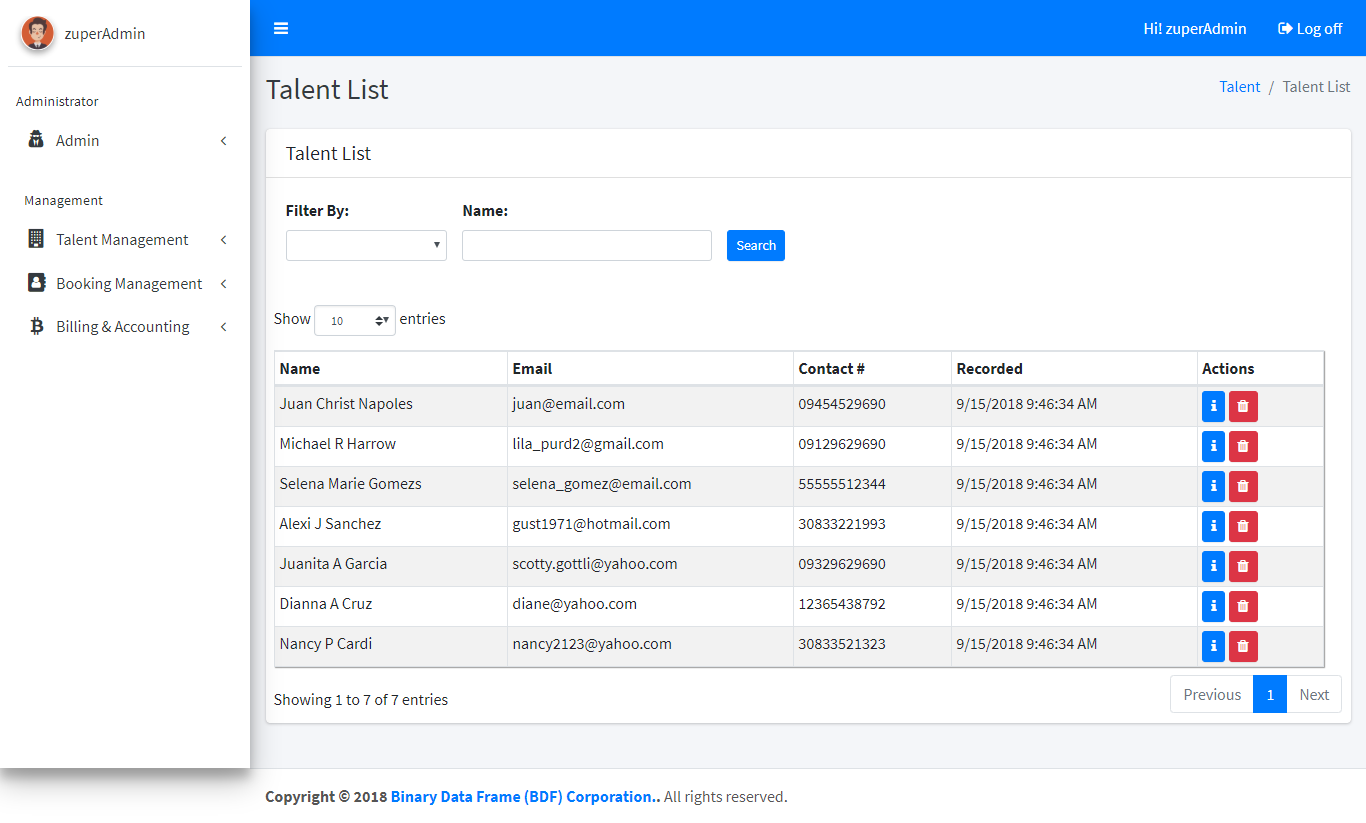 zuperAdmin
Hi! zuperAdmin Log off
Administrator
Admin
Management
Talent Management
Booking Management
Billing & Accounting
Talent List
Talent / Talent List
Talent List
Filter By: Name:
Search
Show 10 entries
Name Email Contact # Recorded Actions
Juan Christ Napoles juan@email.com 09454529690 9/15/2018 9:46:34 AM
Michael R Harrow lila_purd2@gmail.com 09129629690 9/15/2018 9:46:34 AM
Selena Marie Gomezs selena_gomez@email.com 55555512344 9/15/2018 9:46:34 AM
Alexi J Sanchez gust1971@hotmail.com 30833221993 9/15/2018 9:46:34 AM
Juanita A Garcia scotty.gottli@yahoo.com 09329629690 9/15/2018 9:46:34 AM
Dianna A Cruz diane@yahoo.com 12365438792 9/15/2018 9:46:34 AM
Nancy P Cardi nancy2123@yahoo.com 30833521323 9/15/2018 9:46:34 AM
Showing 1 to 7 of 7 entries
Previous 1 Next
Copyright © 2018 Binary Data Frame (BDF) Corporation.. All rights reserved.